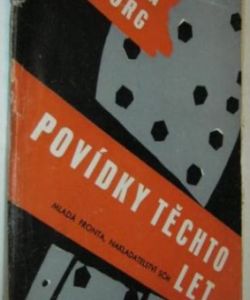 POVÍDKY TĚCHTO
LET
MLADÁ FRONTA, NAKLADATELSTVÍ SČM